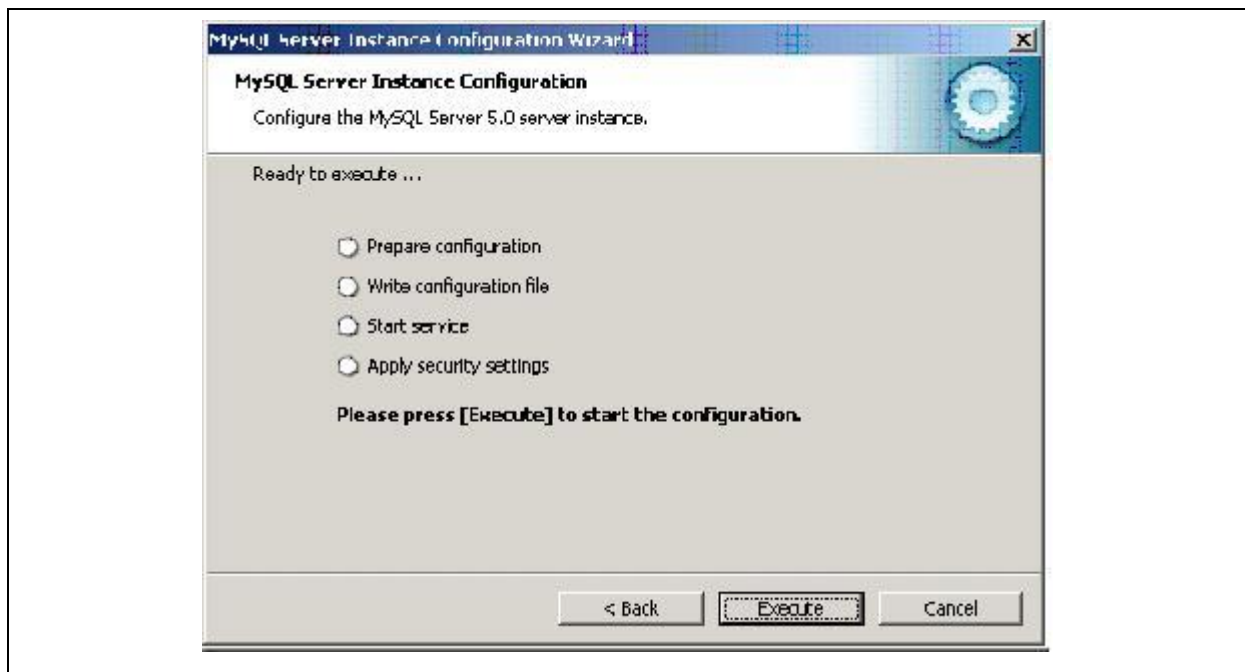 MySQL Server Instance Configuration Wizard
MySQL Server Instance Configuration
Configure the MySQL Server 5.0 server instance.
Ready to execute ...
Prepare configuration
Write configuration file
Start service
Apply security settings
Please press [Execute] to start the configuration.
< Back
Execute
Cancel